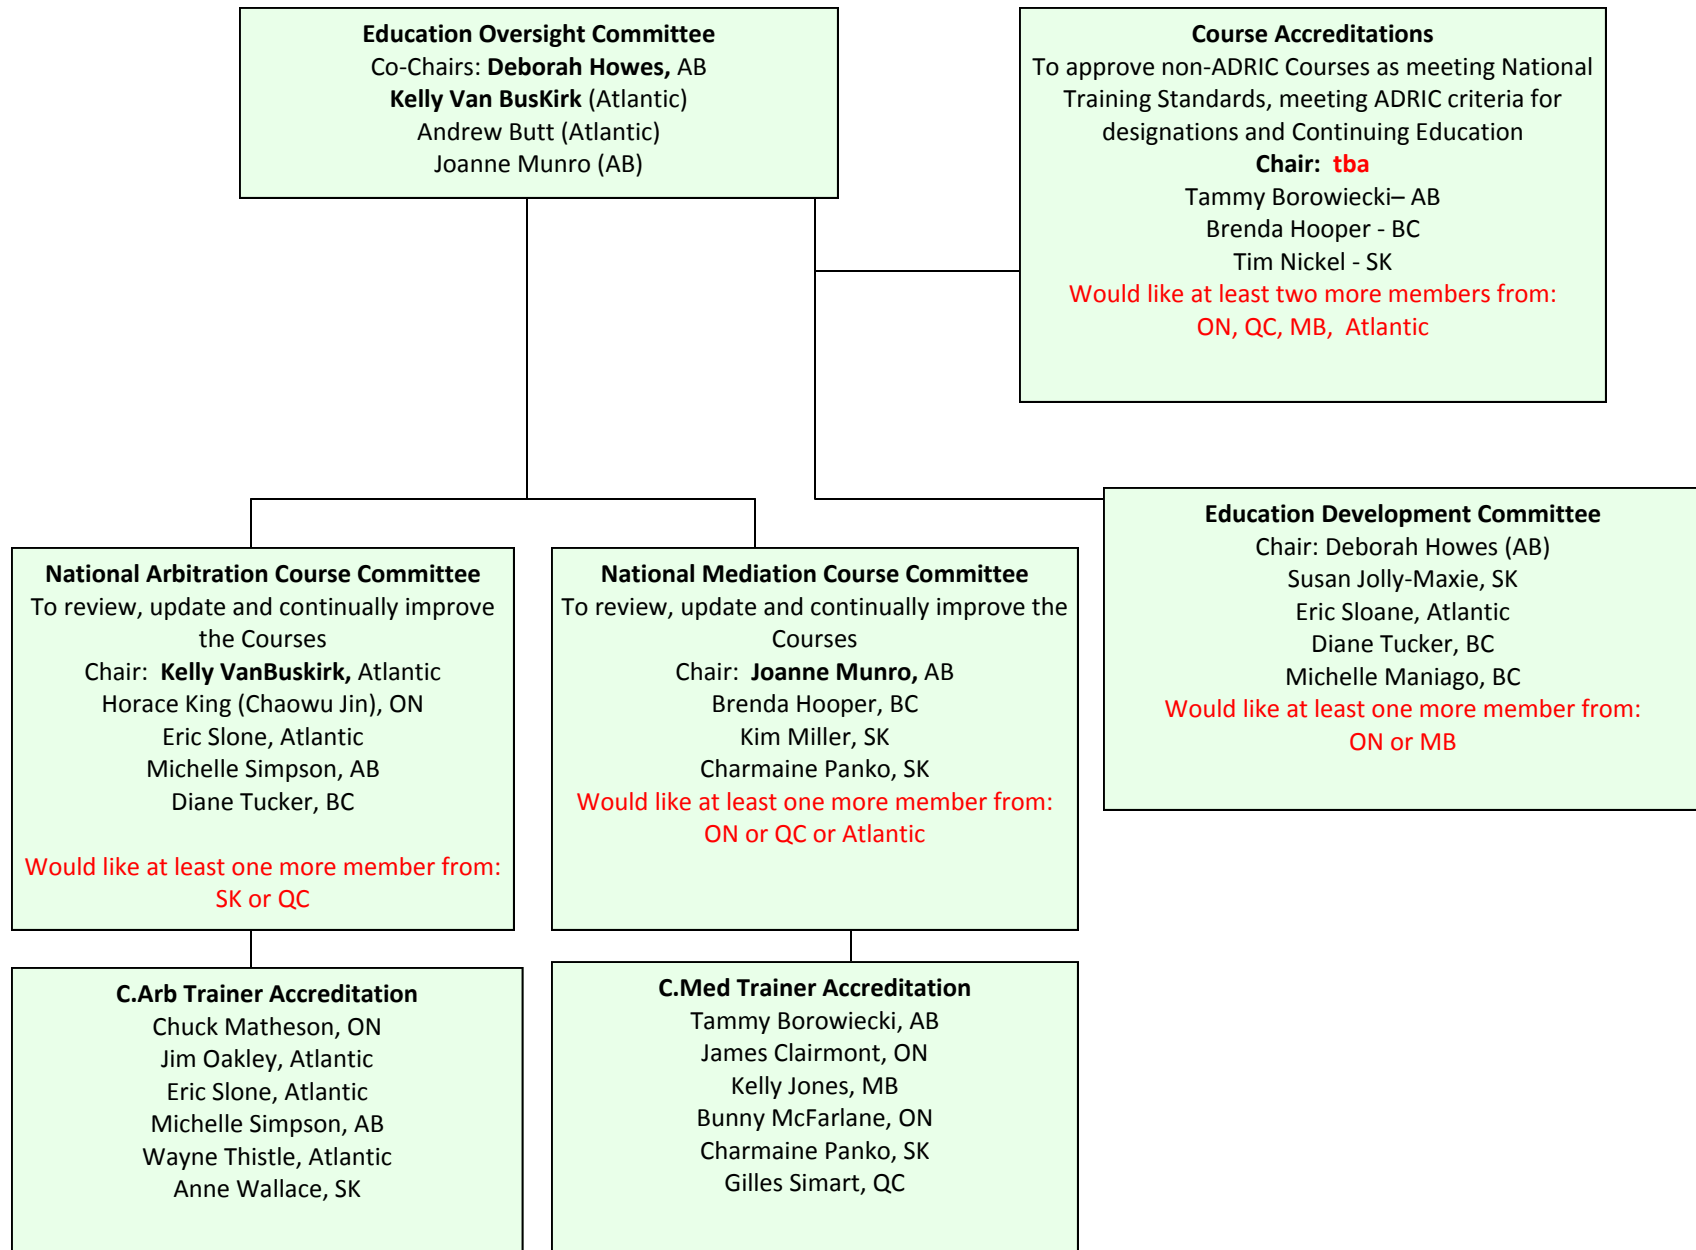 Education Oversight Committee
Co-Chairs: Deborah Howes, AB
Kelly Van BusKirk (Atlantic)
Andrew Butt (Atlantic)
Joanne Munro (AB)
Course Accreditations
To approve non-ADRIC Courses as meeting National
Training Standards, meeting ADRIC criteria for
designations and Continuing Education
Chair: tba
Tammy Borowiecki– AB
Brenda Hooper - BC
Tim Nickel - SK
Would like at least two more members from:
ON, QC, MB, Atlantic
Education Development Committee
Chair: Deborah Howes (AB)
Susan Jolly-Maxie, SK
Eric Sloane, Atlantic
Diane Tucker, BC
Michelle Maniago, BC
Would like at least one more member from:
ON or MB
National Arbitration Course Committee
To review, update and continually improve
the Courses
Chair: Kelly VanBuskirk, Atlantic
Horace King (Chaowu Jin), ON
Eric Slone, Atlantic
Michelle Simpson, AB
Diane Tucker, BC
Would like at least one more member from:
SK or QC
National Mediation Course Committee
To review, update and continually improve the
Courses
Chair: Joanne Munro, AB
Brenda Hooper, BC
Kim Miller, SK
Charmaine Panko, SK
Would like at least one more member from:
ON or QC or Atlantic
C.Arb Trainer Accreditation
Chuck Matheson, ON
Jim Oakley, Atlantic
Eric Slone, Atlantic
Michelle Simpson, AB
Wayne Thistle, Atlantic
Anne Wallace, SK
C.Med Trainer Accreditation
Tammy Borowiecki, AB
James Clairmont, ON
Kelly Jones, MB
Bunny McFarlane, ON
Charmaine Panko, SK
Gilles Simart, QC